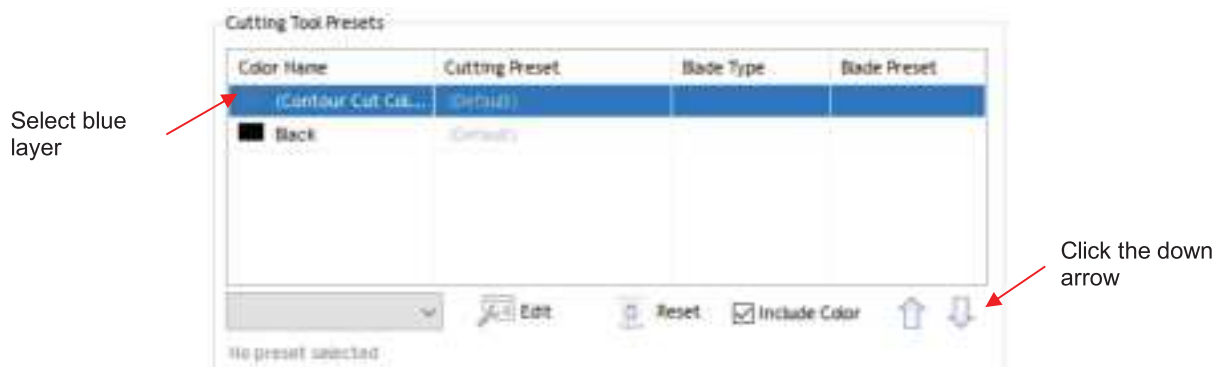 Cutting Tool Presets
Color Name Cutting Preset Blade Type Blade Preset
Select blue
layer
(Contour Cut Col... (Default)
Black (Default)
Click the down
arrow
Edit Reset Include Color
No preset selected